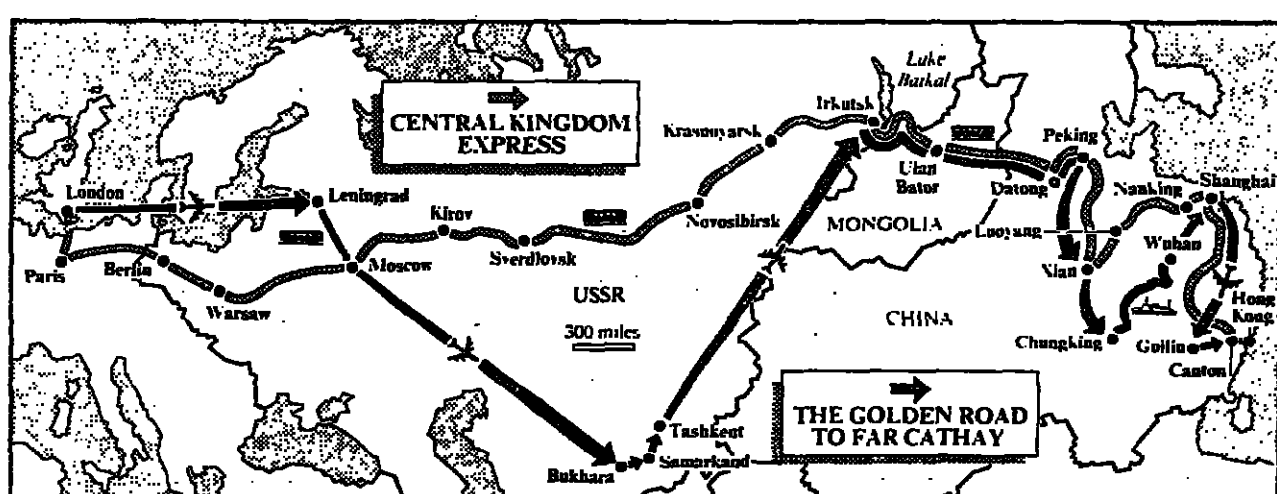 Lake
Baikal
CENTRAL KINGDOM
EXPRESS
Irkutsk
Krasnoyarsk
Peking
Ulan
Bator
Datong
Nanking
Shanghai
London
Leningrad
Kirov
Novosibirsk
MONGOLIA
Luoyang
Wuhan
Paris
Berlin
Moscow
Sverdlovsk
Xian
Warsaw
USSR
300 miles
CHINA
Hong
Kong
Chungking
Guilin
Canton
THE GOLDEN ROAD
TO FAR CATHAY
Tashkent
Samarkand
Bukhara